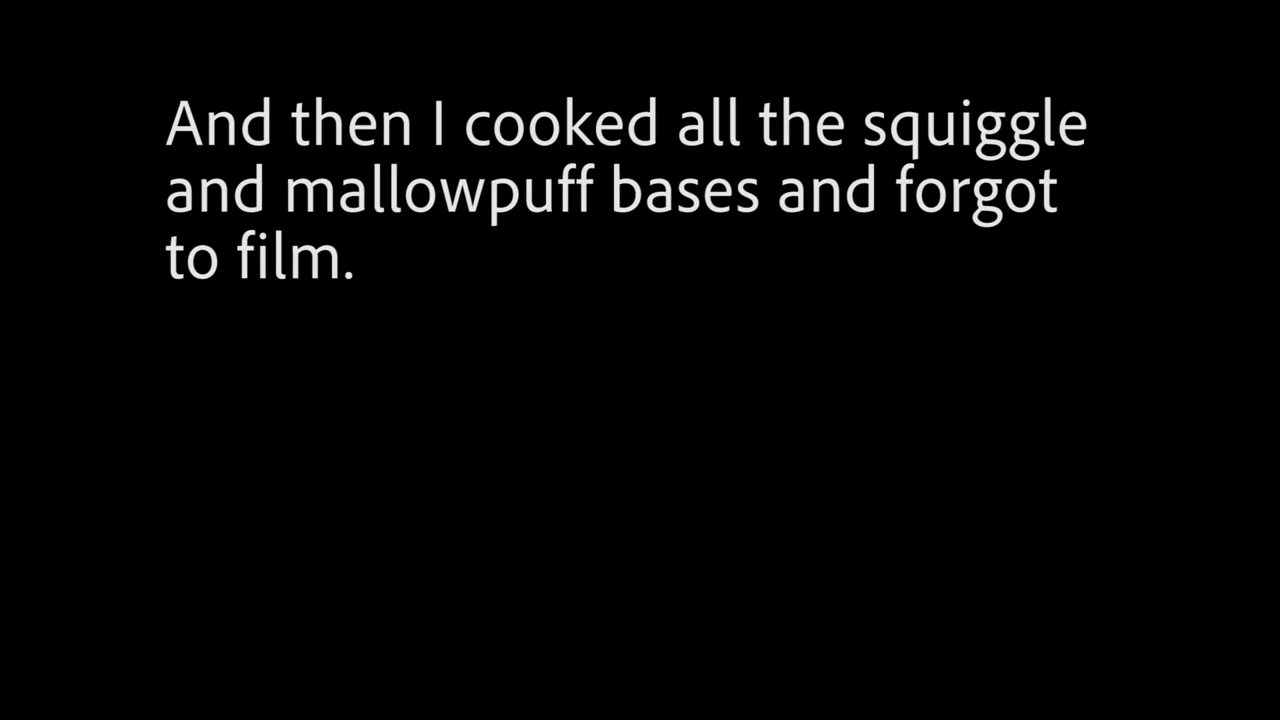 And then I cooked all the squiggle
and mallowpuff bases and forgot
to film.